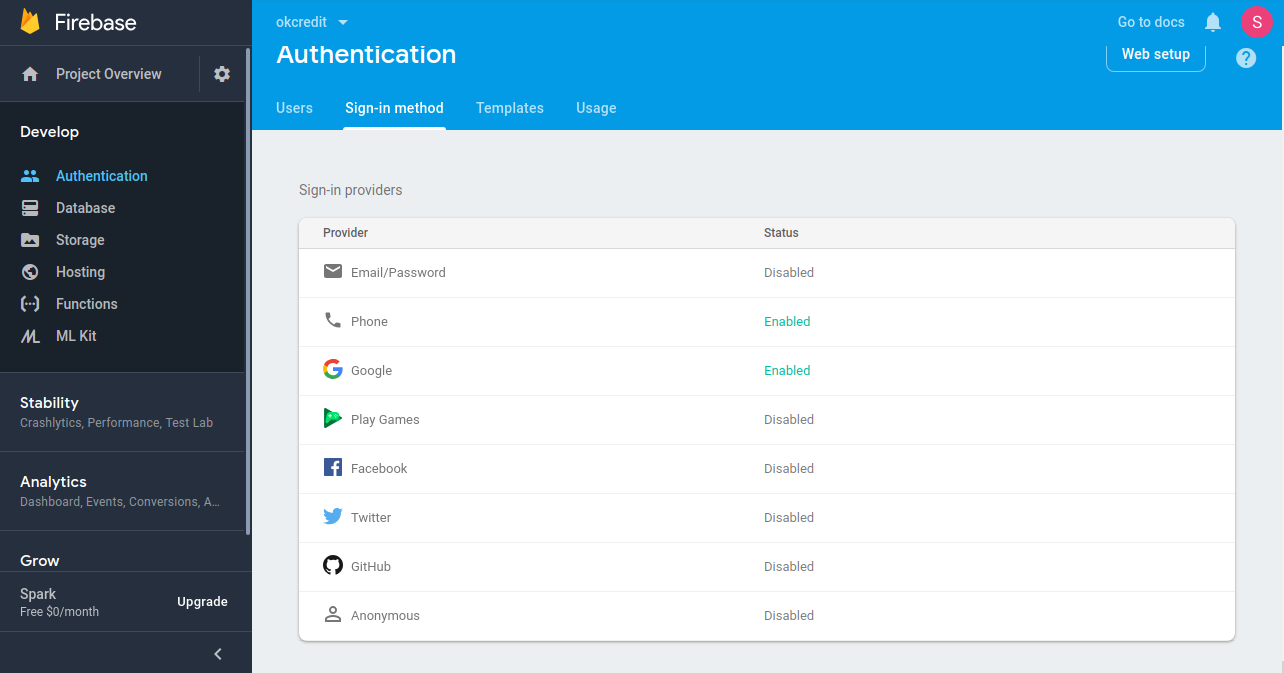 Firebase
Project Overview
Develop
Authentication
Database
Storage
Hosting
Functions
ML Kit
Stability
Crashlytics, Performance, Test Lab
Analytics
Dashboard, Events, Conversions, A...
Grow
Spark
Free $0/month
Upgrade
okcredit
Go to docs
S
Authentication
Web setup
?
Users Sign-in method Templates Usage
Sign-in providers
Provider Status
Email/Password Disabled
Phone Enabled
Google Enabled
Play Games Disabled
Facebook Disabled
Twitter Disabled
GitHub Disabled
Anonymous Disabled